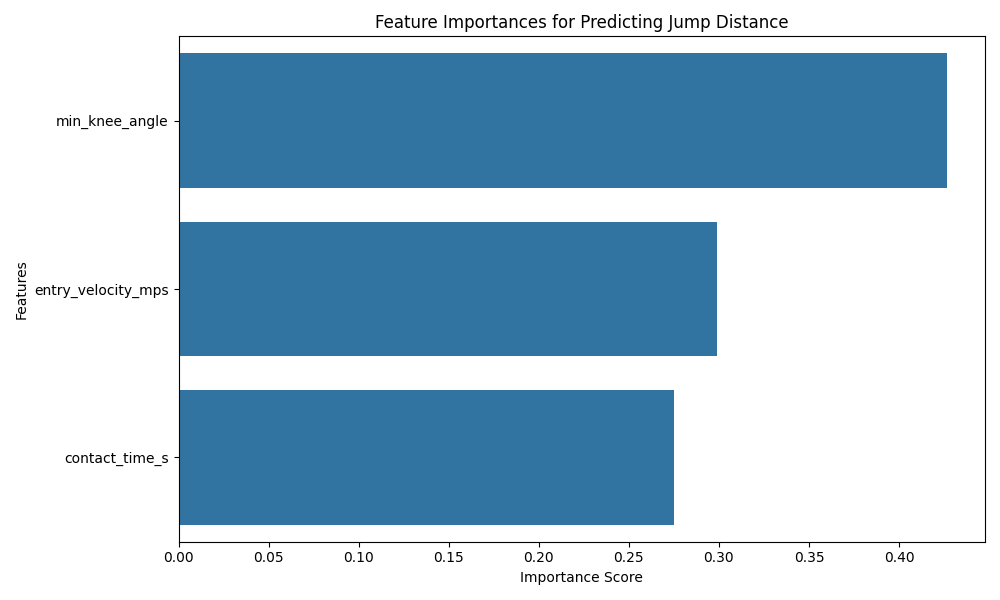 Feature Importances for Predicting Jump Distance
Features
min_knee_angle
entry_velocity_mps
contact_time_s
0.00 0.05 0.10 0.15 0.20 0.25 0.30 0.35 0.40
Importance Score